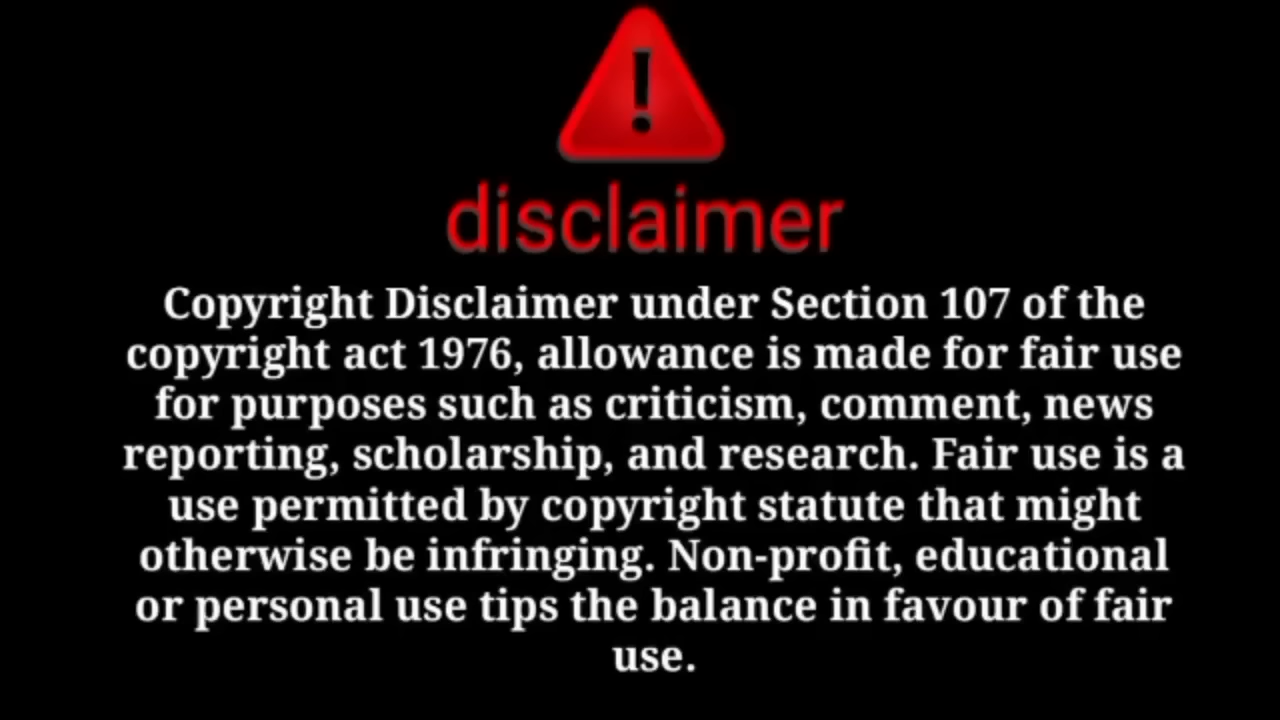 !
disclaimer
Copyright Disclaimer under Section 107 of the
copyright act 1976, allowance is made for fair use
for purposes such as criticism, comment, news
reporting, scholarship, and research. Fair use is a
use permitted by copyright statute that might
otherwise be infringing. Non-profit, educational
or personal use tips the balance in favour of fair
use.